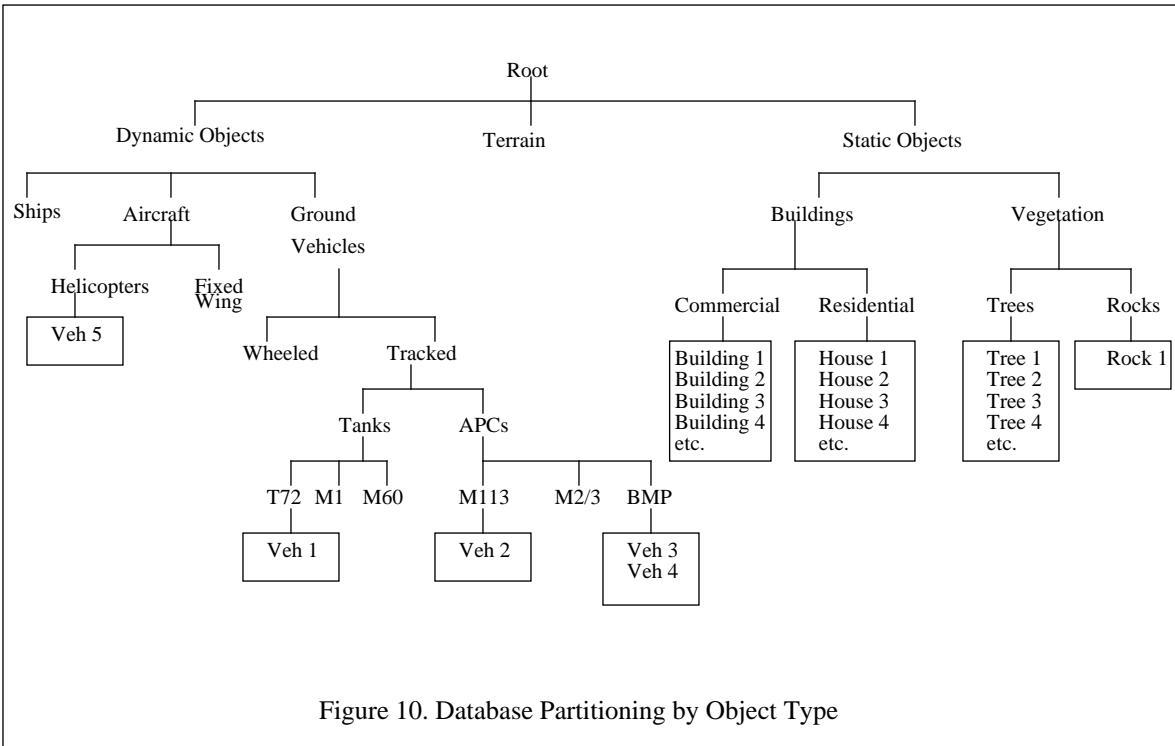 Root
Dynamic Objects Terrain Static Objects
Ships Aircraft Ground Vehicles Buildings Vegetation
Helicopters Fixed Wing Commercial Residential Trees Rocks
Veh 5
Wheeled Tracked
Building 1 House 1 Tree 1 Rock 1
Building 2 House 2 Tree 2
Building 3 House 3 Tree 3
Building 4 House 4 Tree 4
etc. etc. etc.
Tanks APCs
T72 M1 M60 M113 M2/3 BMP
Veh 1 Veh 2 Veh 3
Veh 4
Figure 10. Database Partitioning by Object Type